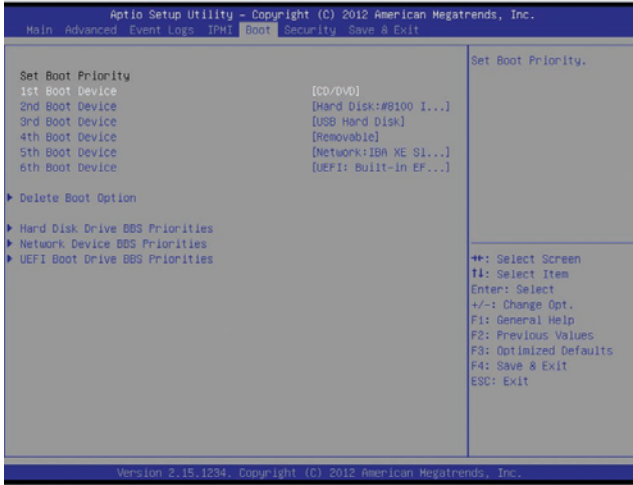 Aptio Setup Utility – Copyright (C) 2012 American Megatrends, Inc.
Main Advanced Event Logs IPMI Boot Security Save & Exit
Set Boot Priority
1st Boot Device [CD/DVD]
2nd Boot Device [Hard Disk:#8100 I...]
3rd Boot Device [USB Hard Disk]
4th Boot Device [Removable]
5th Boot Device [Network:IBA XE Sl...]
6th Boot Device [UEFI: Built-in EF...]
Delete Boot Option
Hard Disk Drive BBS Priorities
Network Device BBS Priorities
UEFI Boot Drive BBS Priorities
Set Boot Priority.
→←: Select Screen
↑↓: Select Item
Enter: Select
+/-: Change Opt.
F1: General Help
F2: Previous Values
F3: Optimized Defaults
F4: Save & Exit
ESC: Exit
Version 2.15.1234. Copyright (C) 2012 American Megatrends, Inc.